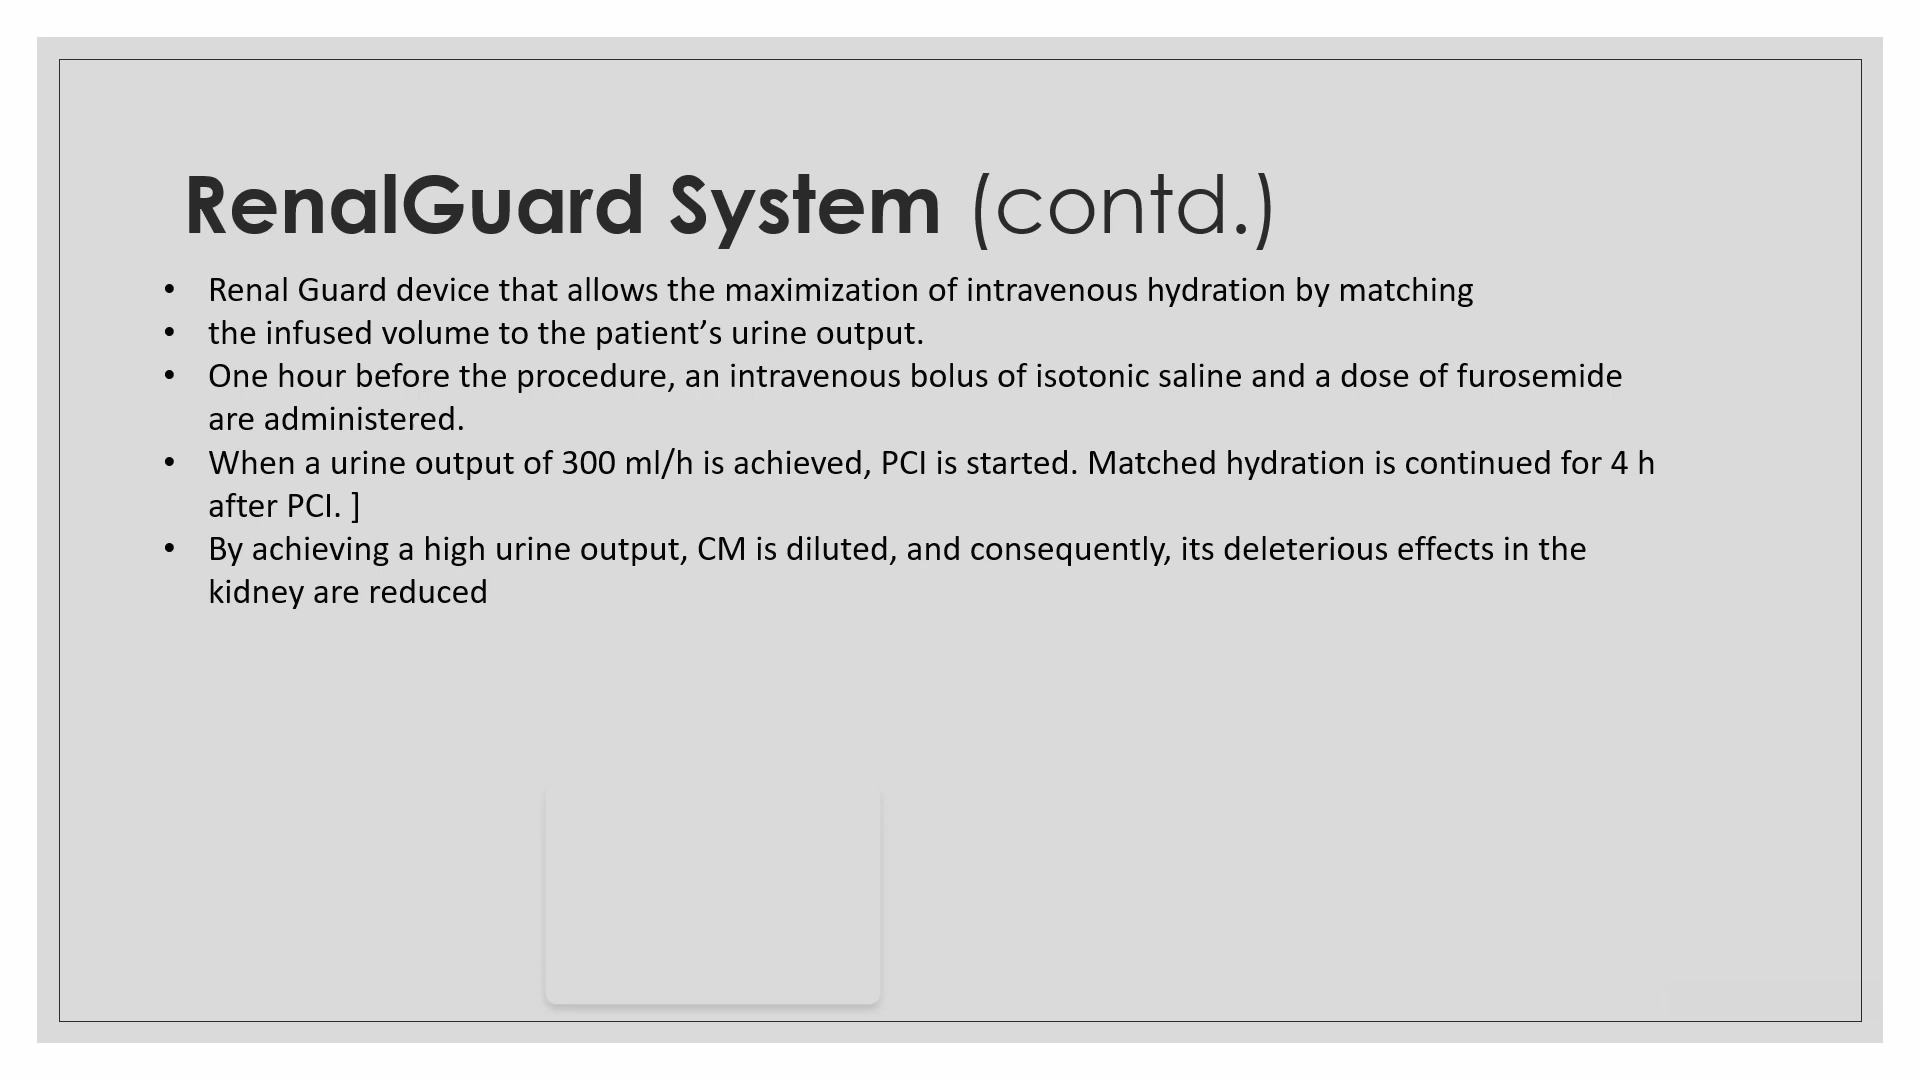 RenalGuard System (contd.)
• Renal Guard device that allows the maximization of intravenous hydration by matching
• the infused volume to the patient’s urine output.
• One hour before the procedure, an intravenous bolus of isotonic saline and a dose of furosemide
are administered.
• When a urine output of 300 ml/h is achieved, PCI is started. Matched hydration is continued for 4 h
after PCI. ]
• By achieving a high urine output, CM is diluted, and consequently, its deleterious effects in the
kidney are reduced